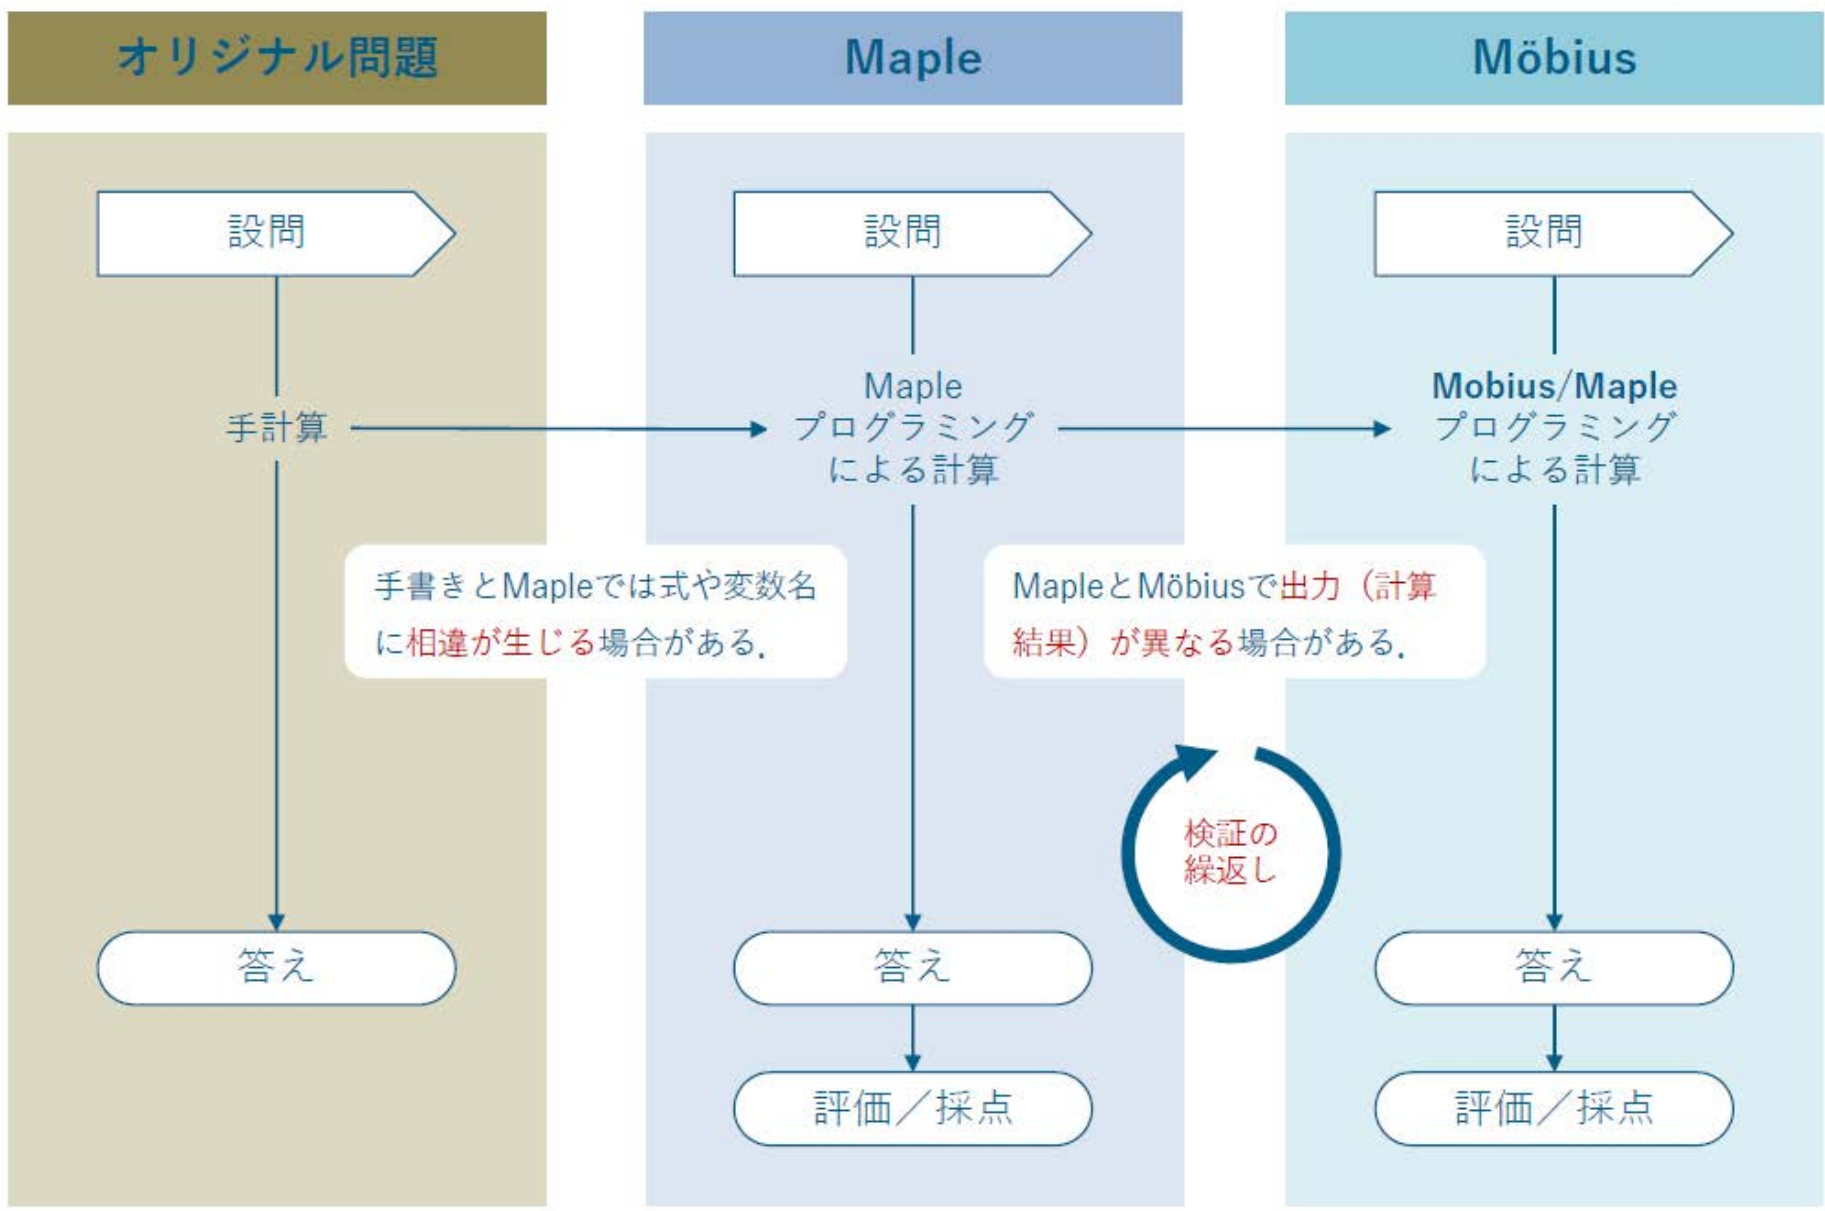 オリジナル問題
Maple
Möbius
設問
設問
設問
手計算
Maple
プログラミング
による計算
Mobius/Maple
プログラミング
による計算
手書きとMapleでは式や変数名
に相違が生じる場合がある．
MapleとMöbiusで出力（計算
結果）が異なる場合がある．
検証の
繰返し
答え
答え
答え
評価／採点
評価／採点